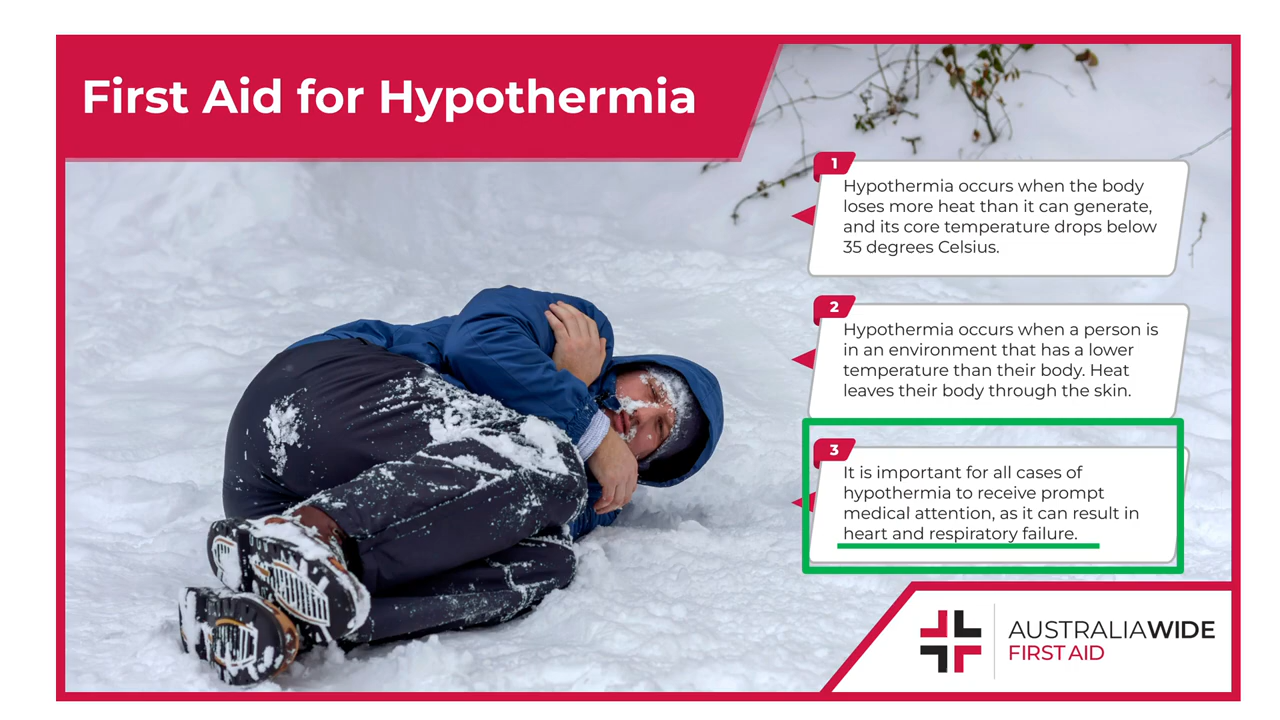 First Aid for Hypothermia
1
Hypothermia occurs when the body
loses more heat than it can generate,
and its core temperature drops below
35 degrees Celsius.
2
Hypothermia occurs when a person is
in an environment that has a lower
temperature than their body. Heat
leaves their body through the skin.
3
It is important for all cases of
hypothermia to receive prompt
medical attention, as it can result in
heart and respiratory failure.
AUSTRALIAWIDE
FIRST AID